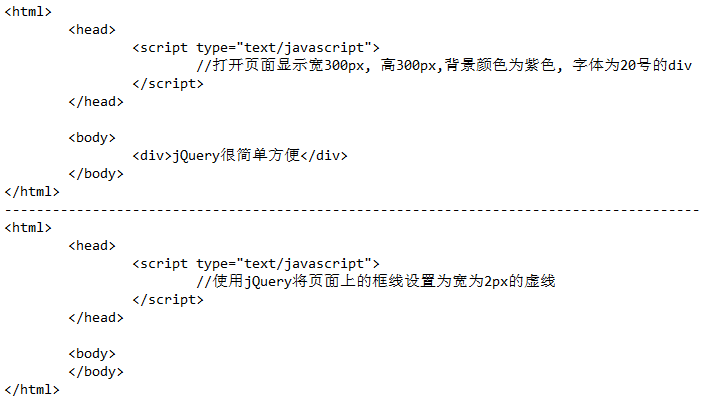 <html>
<head>
<script type="text/javascript">
//打开页面显示宽300px, 高300px,背景颜色为紫色, 字体为20号的div
</script>
</head>
<body>
<div>jQuery很简单方便</div>
</body>
</html>
---------------------------------------------------------------------------------------
<html>
<head>
<script type="text/javascript">
//使用jQuery将页面上的框线设置为宽为2px的虚线
</script>
</head>
<body>
</body>
</html>